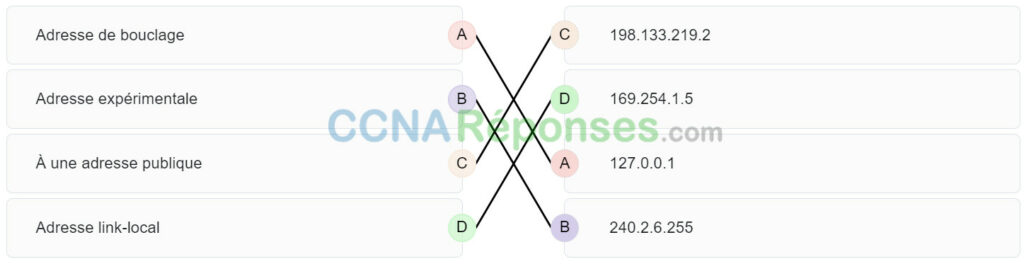 Adresse de bouclage A C 198.133.219.2
Adresse expérimentale B D 169.254.1.5
CCNARéponses.com
À une adresse publique C A 127.0.0.1
Adresse link-local D B 240.2.6.255